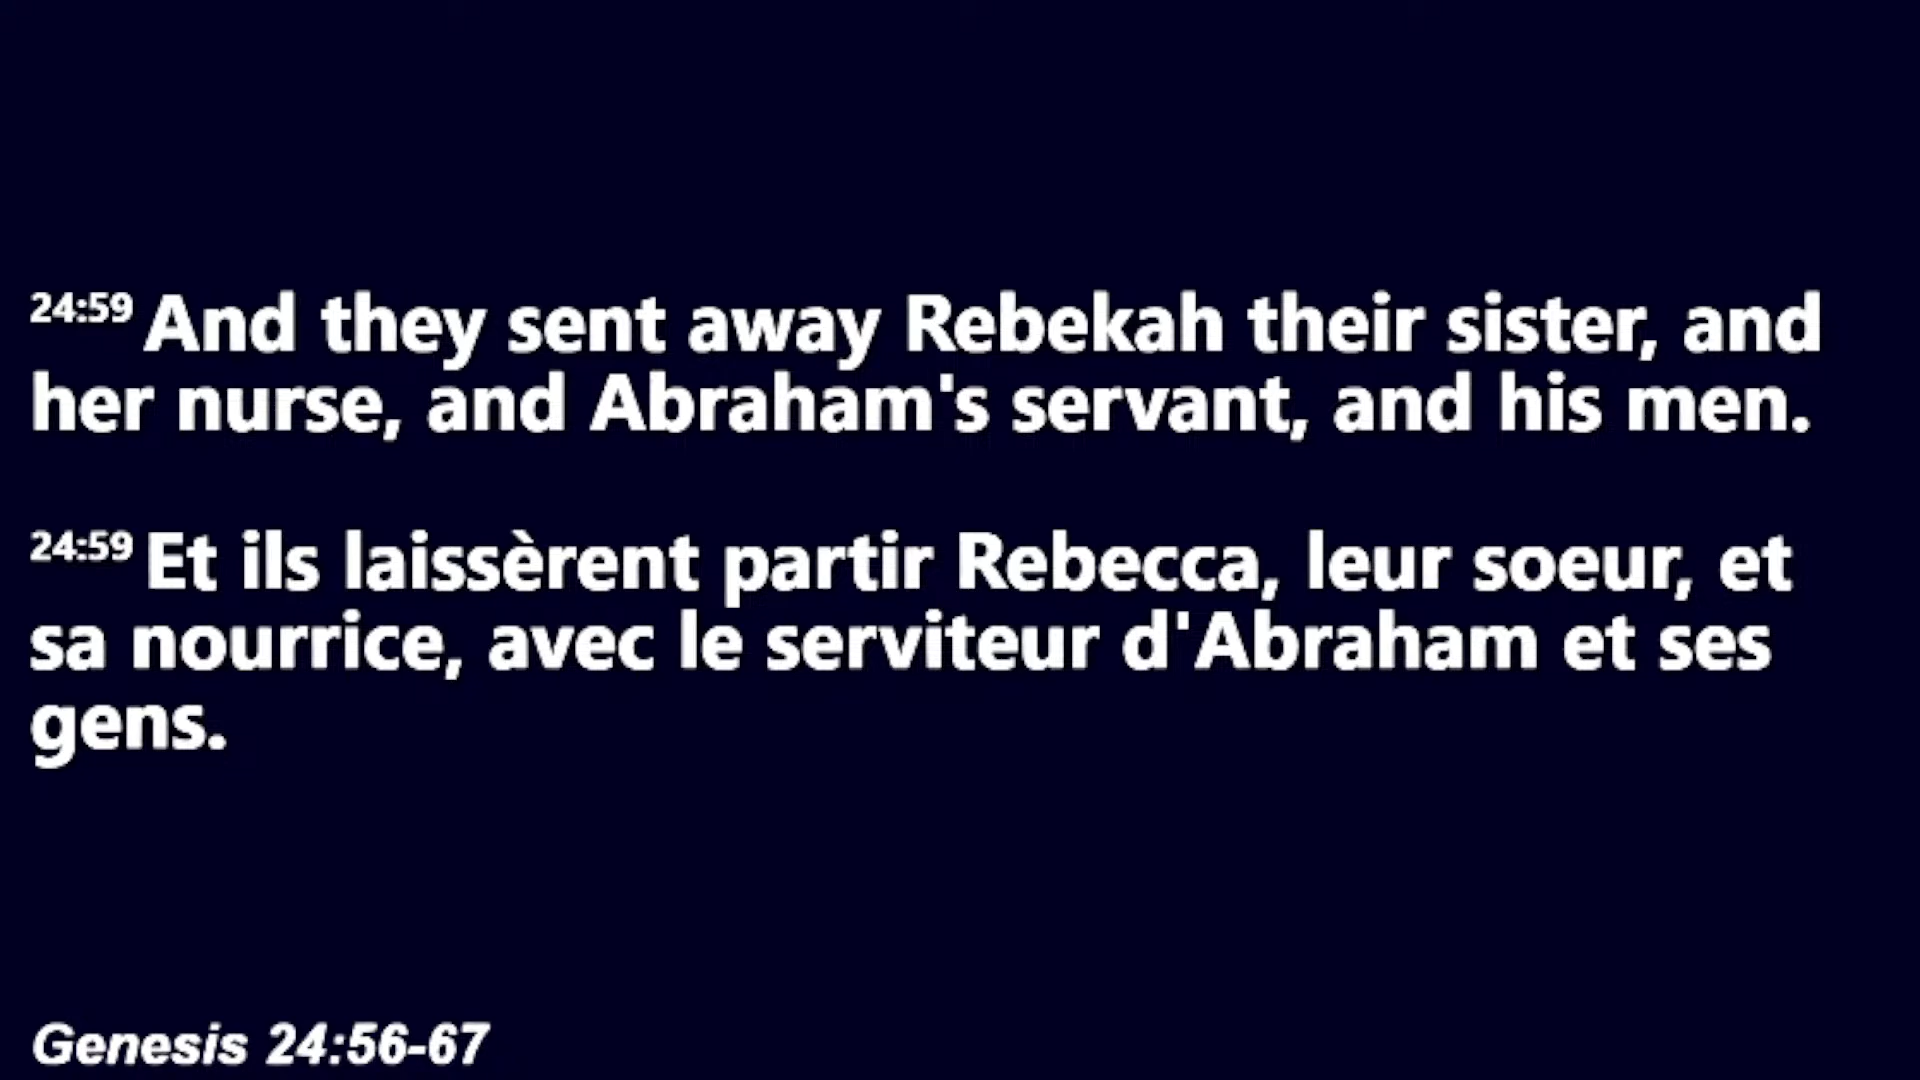 24:59 And they sent away Rebekah their sister, and
her nurse, and Abraham's servant, and his men.
24:59 Et ils laissèrent partir Rebecca, leur soeur, et
sa nourrice, avec le serviteur d'Abraham et ses
gens.
Genesis 24:56-67